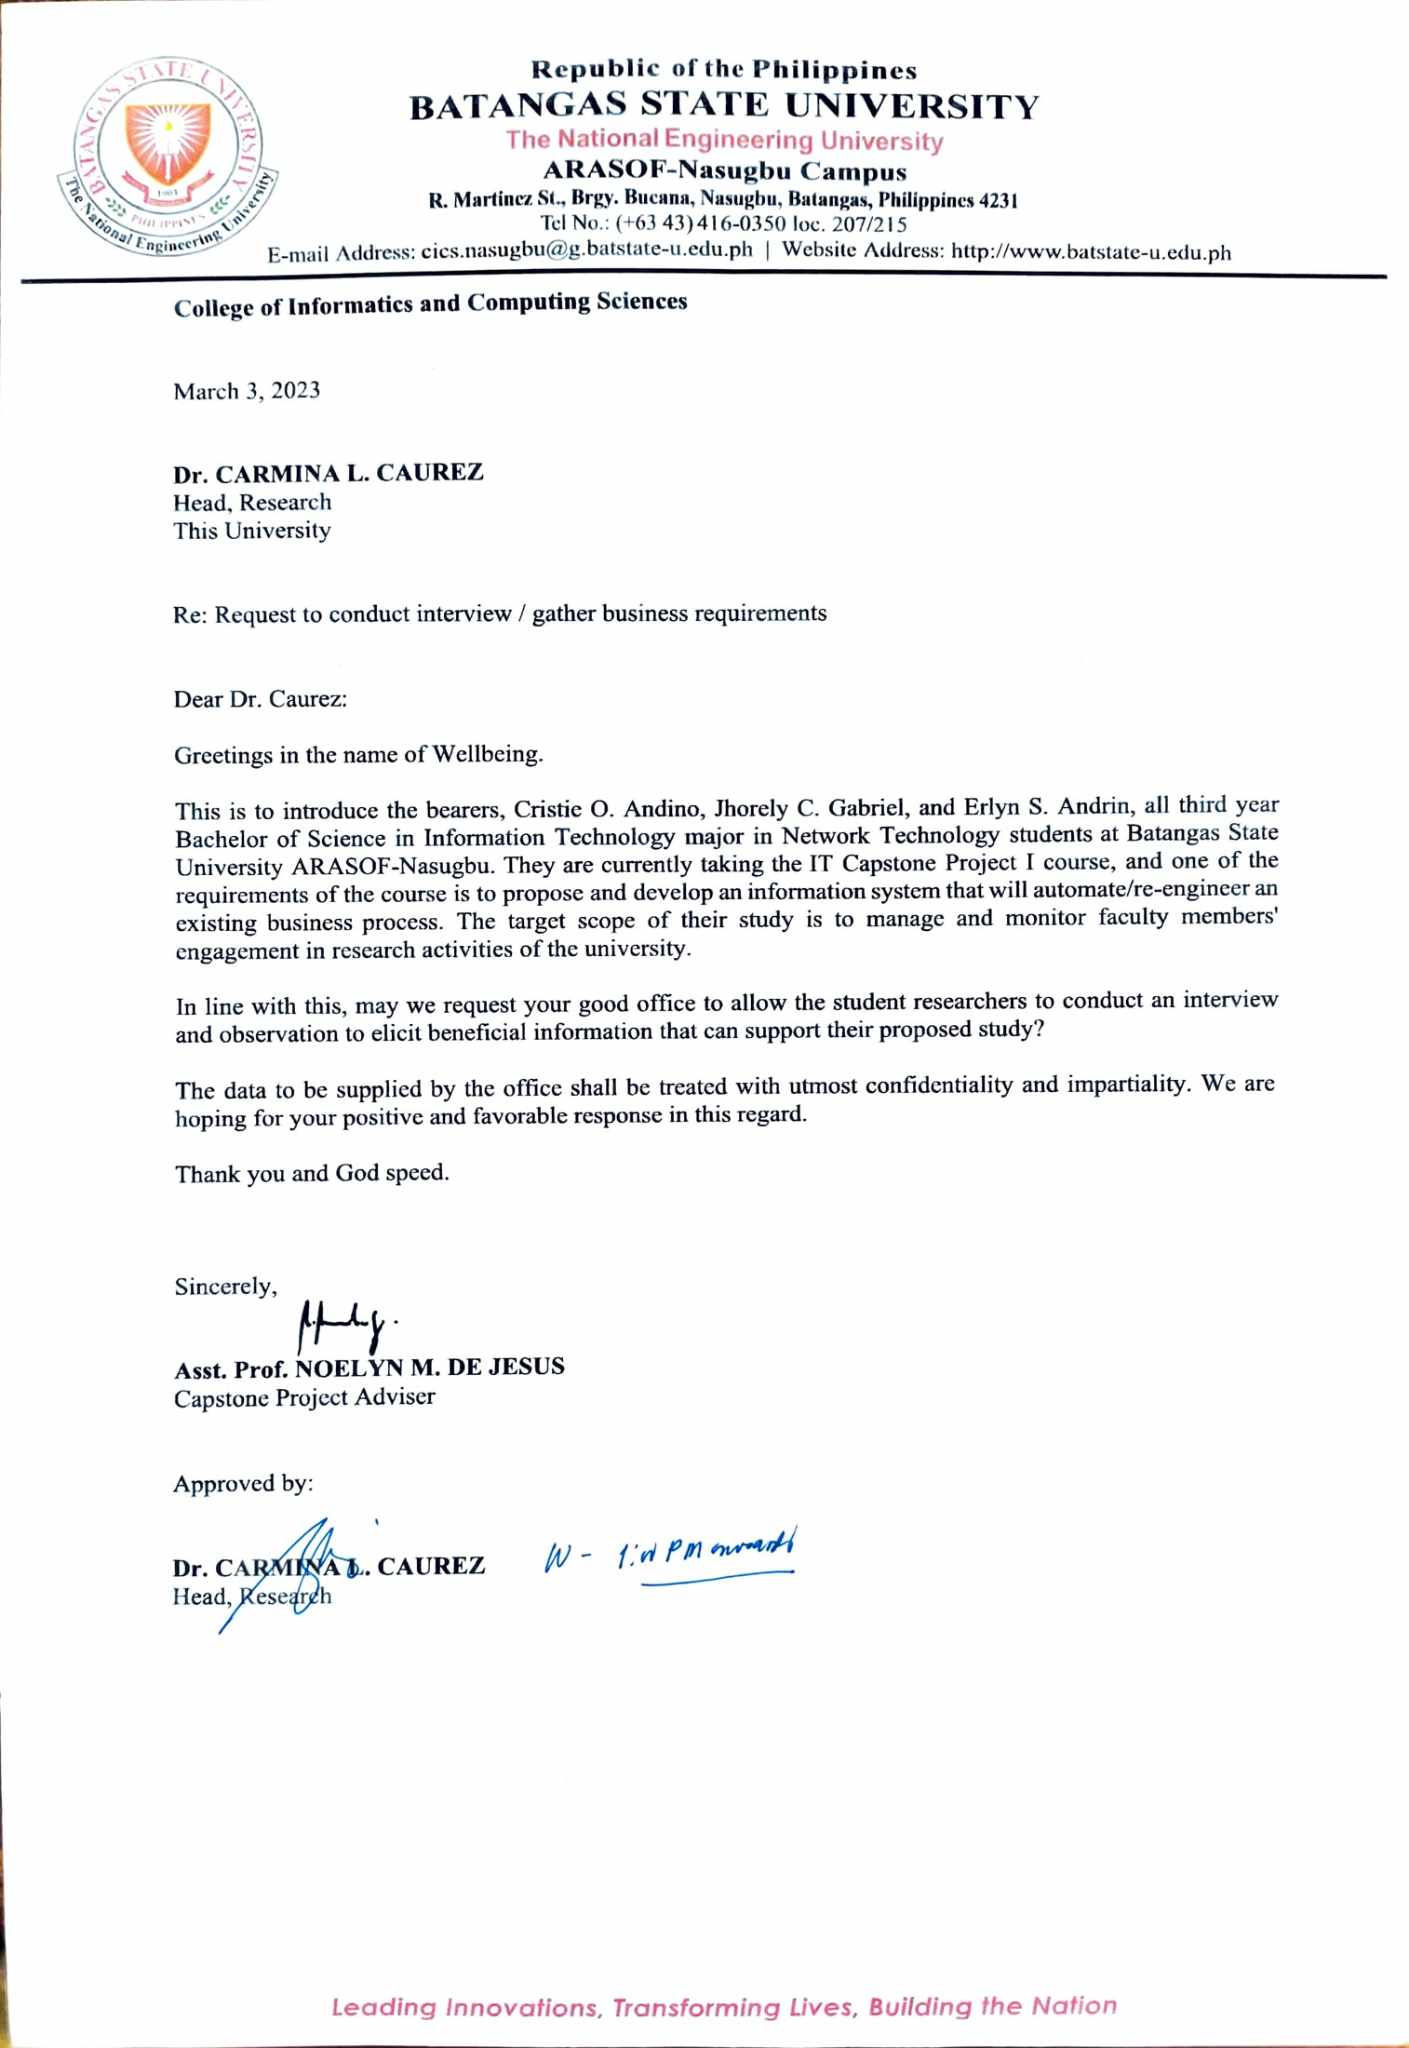 BATANGAS STATE UNIVERSITY
1903
PHILIPPINES
The National Engineering University
Republic of the Philippines
BATANGAS STATE UNIVERSITY
The National Engineering University
ARASOF-Nasugbu Campus
R. Martinez St., Brgy. Bucana, Nasugbu, Batangas, Philippines 4231
Tel No.: (+63 43) 416-0350 loc. 207/215
E-mail Address: cics.nasugbu@g.batstate-u.edu.ph | Website Address: http://www.batstate-u.edu.ph
College of Informatics and Computing Sciences
March 3, 2023
Dr. CARMINA L. CAUREZ
Head, Research
This University
Re: Request to conduct interview / gather business requirements
Dear Dr. Caurez:
Greetings in the name of Wellbeing.
This is to introduce the bearers, Cristie O. Andino, Jhorely C. Gabriel, and Erlyn S. Andrin, all third year
Bachelor of Science in Information Technology major in Network Technology students at Batangas State
University ARASOF-Nasugbu. They are currently taking the IT Capstone Project I course, and one of the
requirements of the course is to propose and develop an information system that will automate/re-engineer an
existing business process. The target scope of their study is to manage and monitor faculty members'
engagement in research activities of the university.
In line with this, may we request your good office to allow the student researchers to conduct an interview
and observation to elicit beneficial information that can support their proposed study?
The data to be supplied by the office shall be treated with utmost confidentiality and impartiality. We are
hoping for your positive and favorable response in this regard.
Thank you and God speed.
Sincerely,
Asst. Prof. NOELYN M. DE JESUS
Capstone Project Adviser
Approved by:
Dr. CARMINA L. CAUREZ
Head, Research
W - 1:00 PM onwards
Leading Innovations, Transforming Lives, Building the Nation